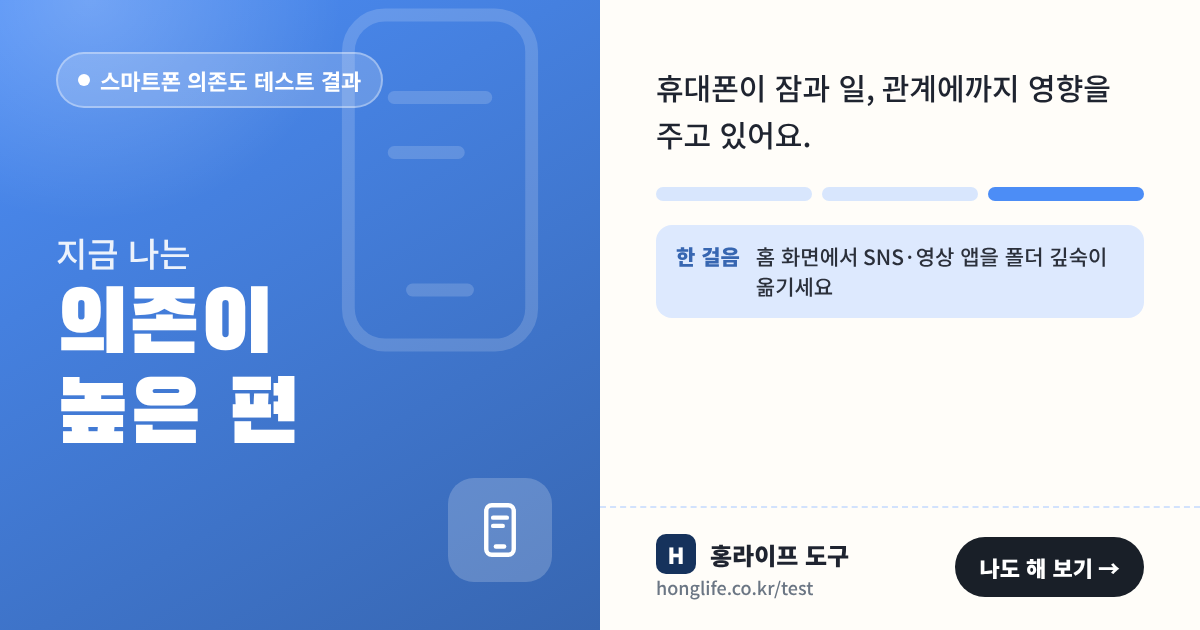 스마트폰 의존도 테스트 결과
지금 나는
의존이
높은 편
휴대폰이 잠과 일, 관계에까지 영향을
주고 있어요.
한 걸음 홈 화면에서 SNS·영상 앱을 폴더 깊숙이
옮기세요
H 홍라이프 도구
honglife.co.kr/test
나도 해 보기 →